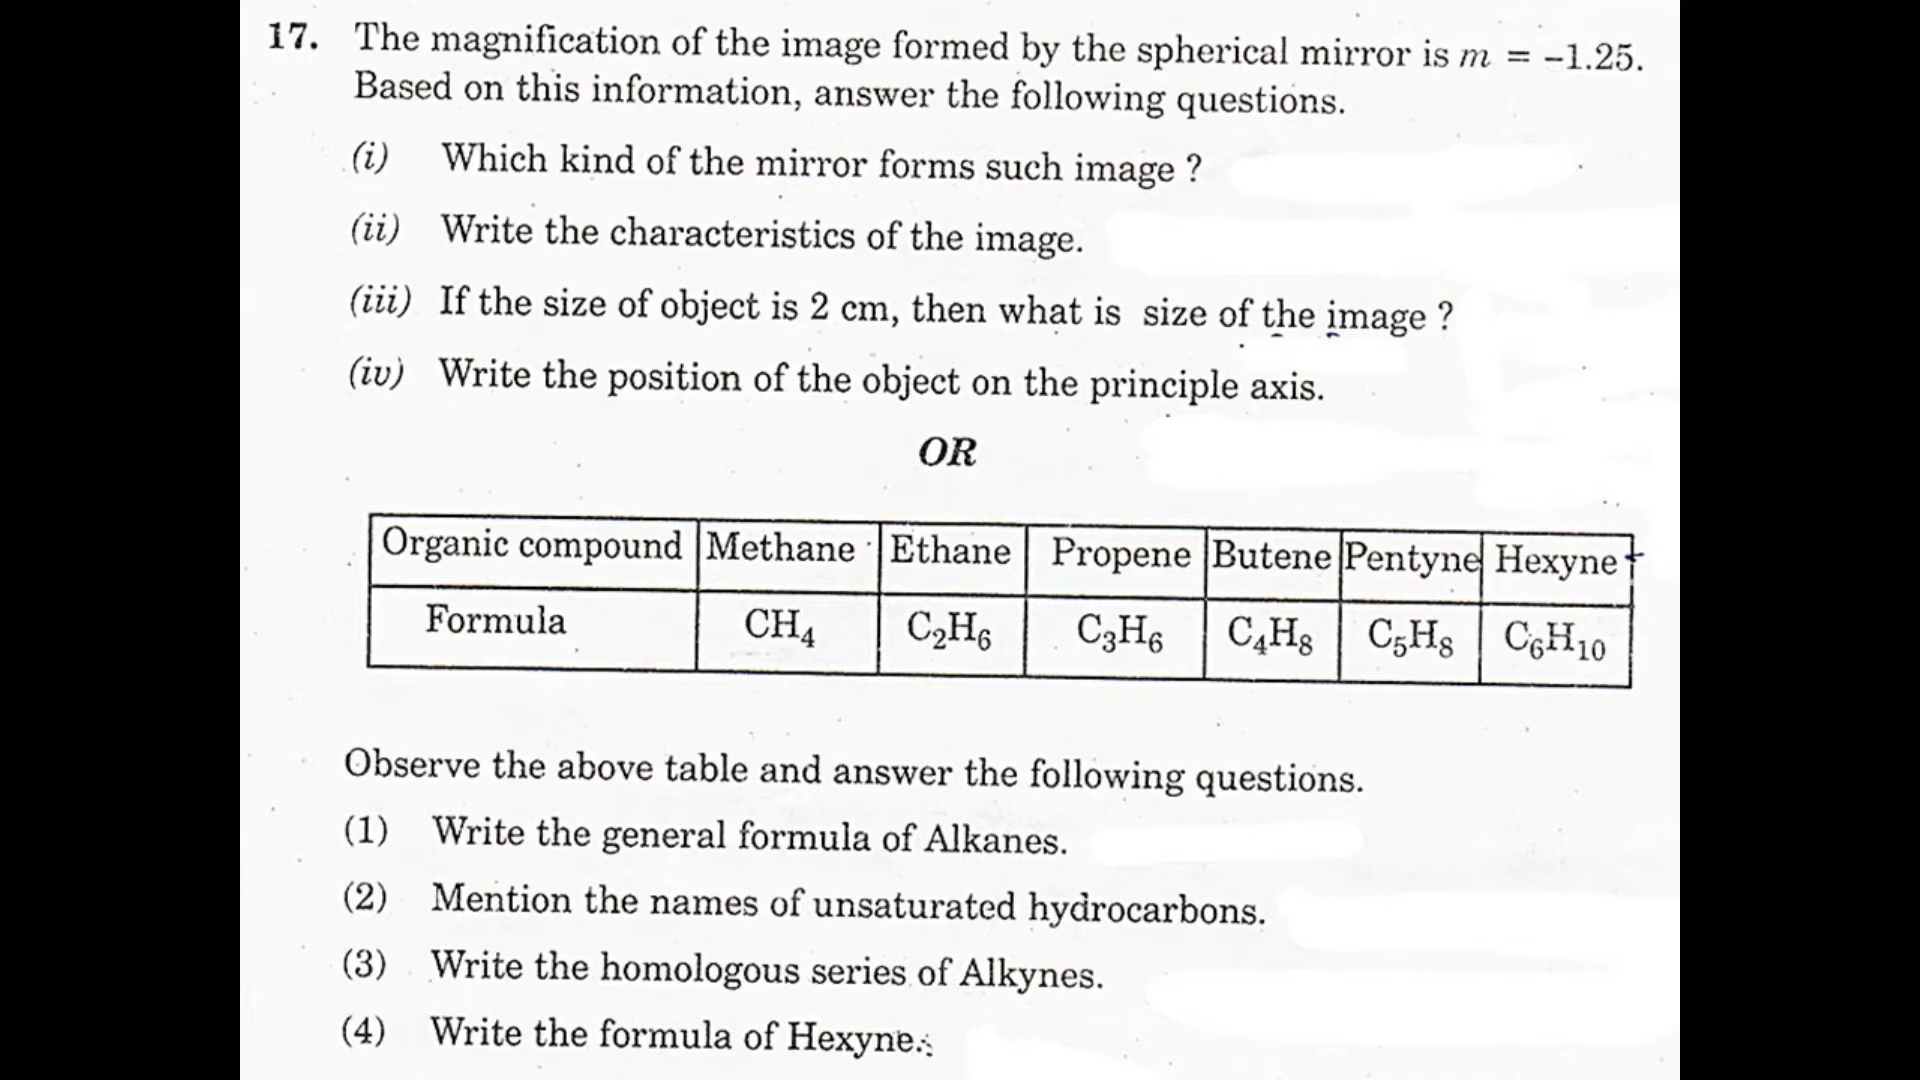 17. The magnification of the image formed by the spherical mirror is m = –1.25.
Based on this information, answer the following questions.
(i) Which kind of the mirror forms such image ?
(ii) Write the characteristics of the image.
(iii) If the size of object is 2 cm, then what is size of the image ?
(iv) Write the position of the object on the principle axis.
OR
Organic compound Methane Ethane Propene Butene Pentyne Hexyne
Formula CH₄ C₂H₆ C₃H₆ C₄H₈ C₅H₈ C₆H₁₀
Observe the above table and answer the following questions.
(1) Write the general formula of Alkanes.
(2) Mention the names of unsaturated hydrocarbons.
(3) Write the homologous series of Alkynes.
(4) Write the formula of Hexyne.